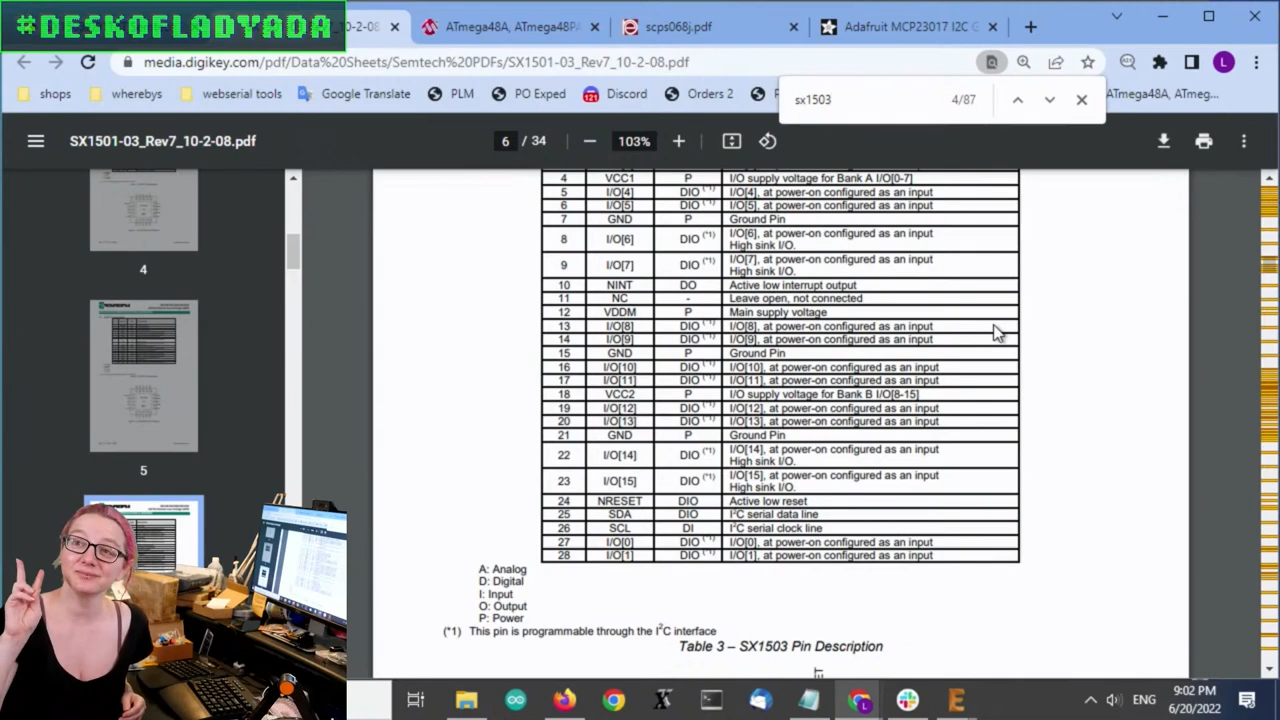 #DESKOFLADYADA
ATmega48A, ATmega48PA
scps068j.pdf
Adafruit MCP23017 I2C G
media.digikey.com/pdf/Data%20Sheets/Semtech%20PDFs/SX1501-03_Rev7_10-2-08.pdf
shops
wherebys
webserial tools
Google Translate
PLM
PO Exped
Discord
Orders 2
ATmeg...
sx1503
4/87
SX1501-03_Rev7_10-2-08.pdf
6 / 34
103%
4 VCC1 P I/O supply voltage for Bank A I/O[0-7]
5 I/O[4] DIO (*1) I/O[4], at power-on configured as an input
6 I/O[5] DIO (*1) I/O[5], at power-on configured as an input
7 GND P Ground Pin
8 I/O[6] DIO (*1) I/O[6], at power-on configured as an input
High sink I/O.
9 I/O[7] DIO (*1) I/O[7], at power-on configured as an input
High sink I/O.
10 NINT DO Active low interrupt output
11 NC - Leave open, not connected
12 VDDM P Main supply voltage
13 I/O[8] DIO (*1) I/O[8], at power-on configured as an input
14 I/O[9] DIO (*1) I/O[9], at power-on configured as an input
15 GND P Ground Pin
16 I/O[10] DIO (*1) I/O[10], at power-on configured as an input
17 I/O[11] DIO (*1) I/O[11], at power-on configured as an input
18 VCC2 P I/O supply voltage for Bank B I/O[8-15]
19 I/O[12] DIO (*1) I/O[12], at power-on configured as an input
20 I/O[13] DIO (*1) I/O[13], at power-on configured as an input
21 GND P Ground Pin
22 I/O[14] DIO (*1) I/O[14], at power-on configured as an input
High sink I/O.
23 I/O[15] DIO (*1) I/O[15], at power-on configured as an input
High sink I/O.
24 NRESET DIO Active low reset
25 SDA DIO I²C serial data line
26 SCL DI I²C serial clock line
27 I/O[0] DIO (*1) I/O[0], at power-on configured as an input
28 I/O[1] DIO (*1) I/O[1], at power-on configured as an input
A: Analog
D: Digital
I: Input
O: Output
P: Power
(*1) This pin is programmable through the I²C interface
Table 3 – SX1503 Pin Description
4
5
ENG
9:02 PM
6/20/2022